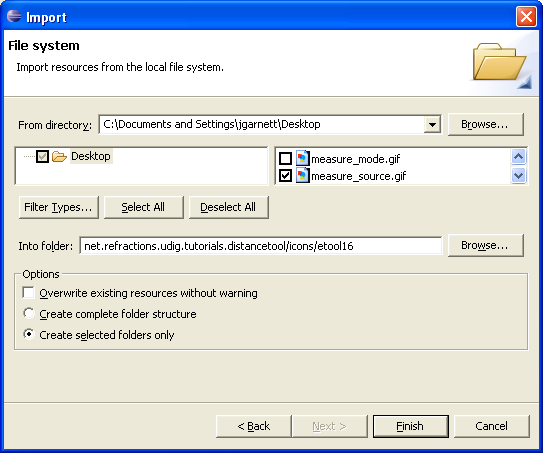 Import
File system
Import resources from the local file system.
From directory: C:\Documents and Settings\jgarnett\Desktop Browse...
Desktop
measure_mode.gif
measure_source.gif
Filter Types... Select All Deselect All
Into folder: net.refractions.udig.tutorials.distancetool/icons/etool16 Browse...
Options
Overwrite existing resources without warning
Create complete folder structure
Create selected folders only
< Back Next > Finish Cancel